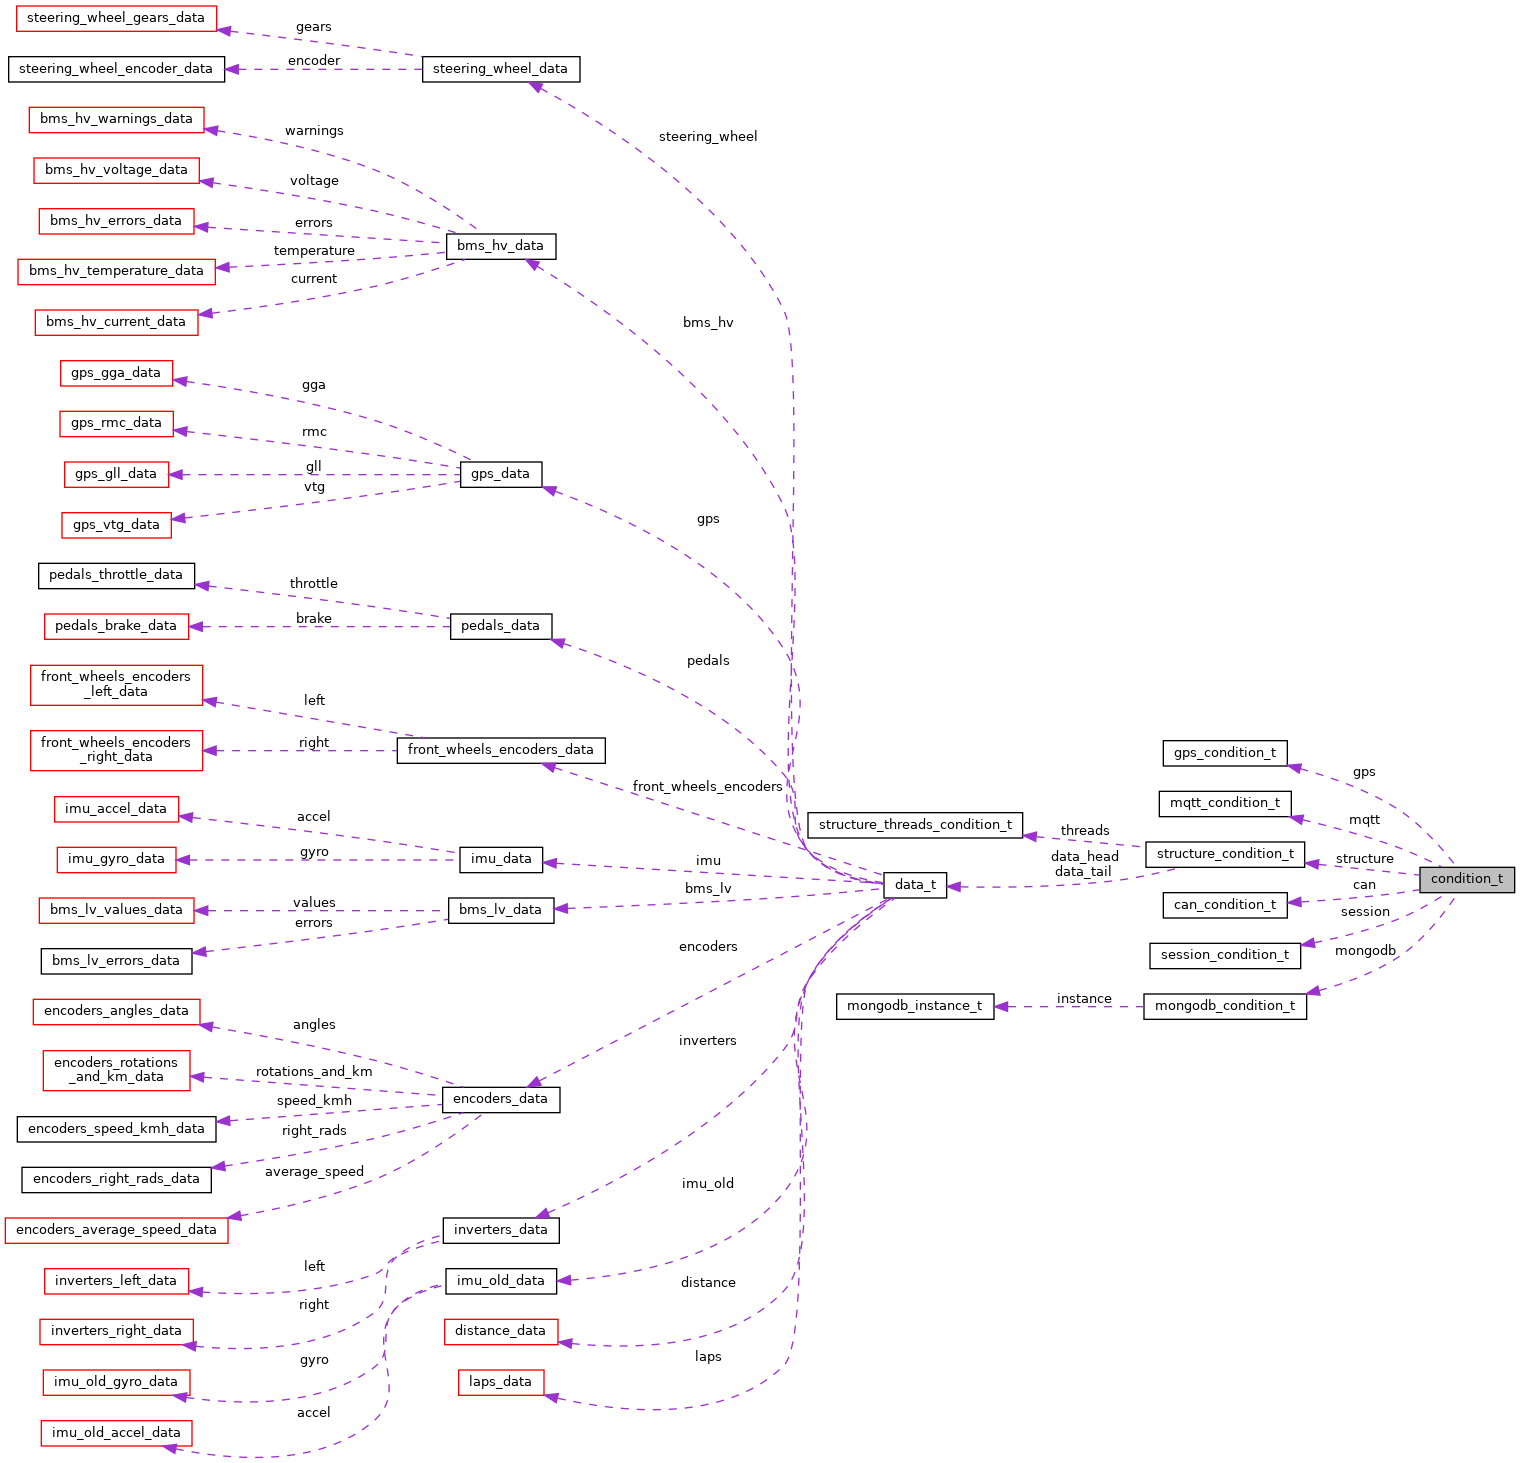 steering_wheel_gears_data
gears
steering_wheel_encoder_data
encoder
steering_wheel_data
bms_hv_warnings_data
warnings
steering_wheel
bms_hv_voltage_data
voltage
bms_hv_errors_data
errors
bms_hv_data
bms_hv_temperature_data
temperature
current
bms_hv_current_data
bms_hv
gps_gga_data
gga
gps_rmc_data
rmc
gps_gll_data
gll
gps_data
vtg
gps_vtg_data
gps
pedals_throttle_data
throttle
pedals_brake_data
brake
pedals_data
pedals
front_wheels_encoders
_left_data
left
front_wheels_encoders
_right_data
right
front_wheels_encoders_data
gps_condition_t
gps
front_wheels_encoders
imu_accel_data
accel
mqtt_condition_t
mqtt
structure_threads_condition_t
threads
imu_gyro_data
gyro
imu_data
imu
data_head
data_tail
structure_condition_t
structure
condition_t
data_t
bms_lv
can
bms_lv_values_data
values
bms_lv_data
can_condition_t
session
errors
bms_lv_errors_data
encoders
session_condition_t
mongodb
encoders_angles_data
angles
mongodb_instance_t
instance
mongodb_condition_t
inverters
encoders_rotations
_and_km_data
rotations_and_km
speed_kmh
encoders_data
encoders_speed_kmh_data
right_rads
encoders_right_rads_data
average_speed
imu_old
encoders_average_speed_data
inverters_data
left
inverters_left_data
imu_old_data
distance
right
inverters_right_data
distance_data
laps
gyro
imu_old_gyro_data
laps_data
accel
imu_old_accel_data